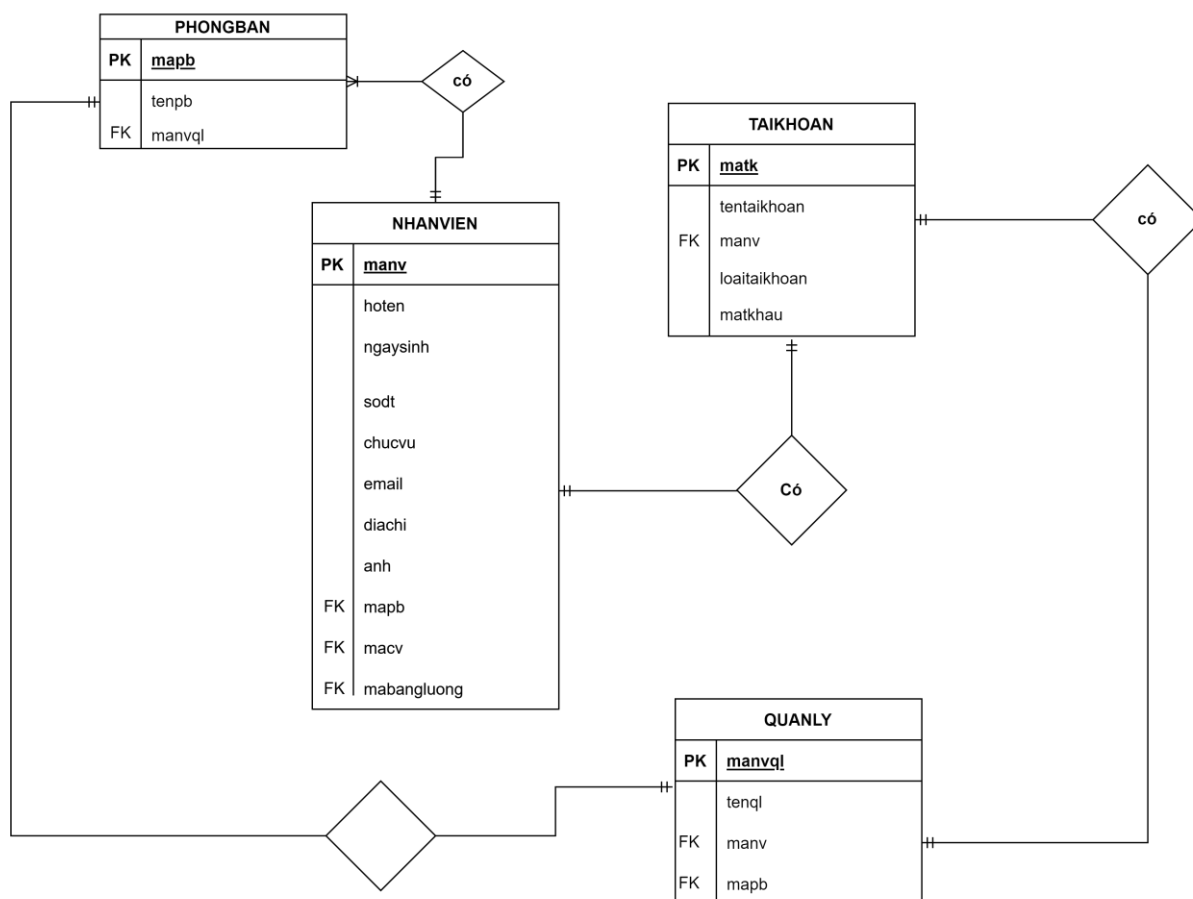 PHONGBAN
PK mapb
tenpb
FK manvql
có
TAIKHOAN
PK matk
tentaikhoan
FK manv
loaitaikhoan
matkhau
có
NHANVIEN
PK manv
hoten
ngaysinh
sodt
chucvu
email
diachi
anh
FK mapb
FK macv
FK mabangluong
Có
QUANLY
PK manvql
tenql
FK manv
FK mapb